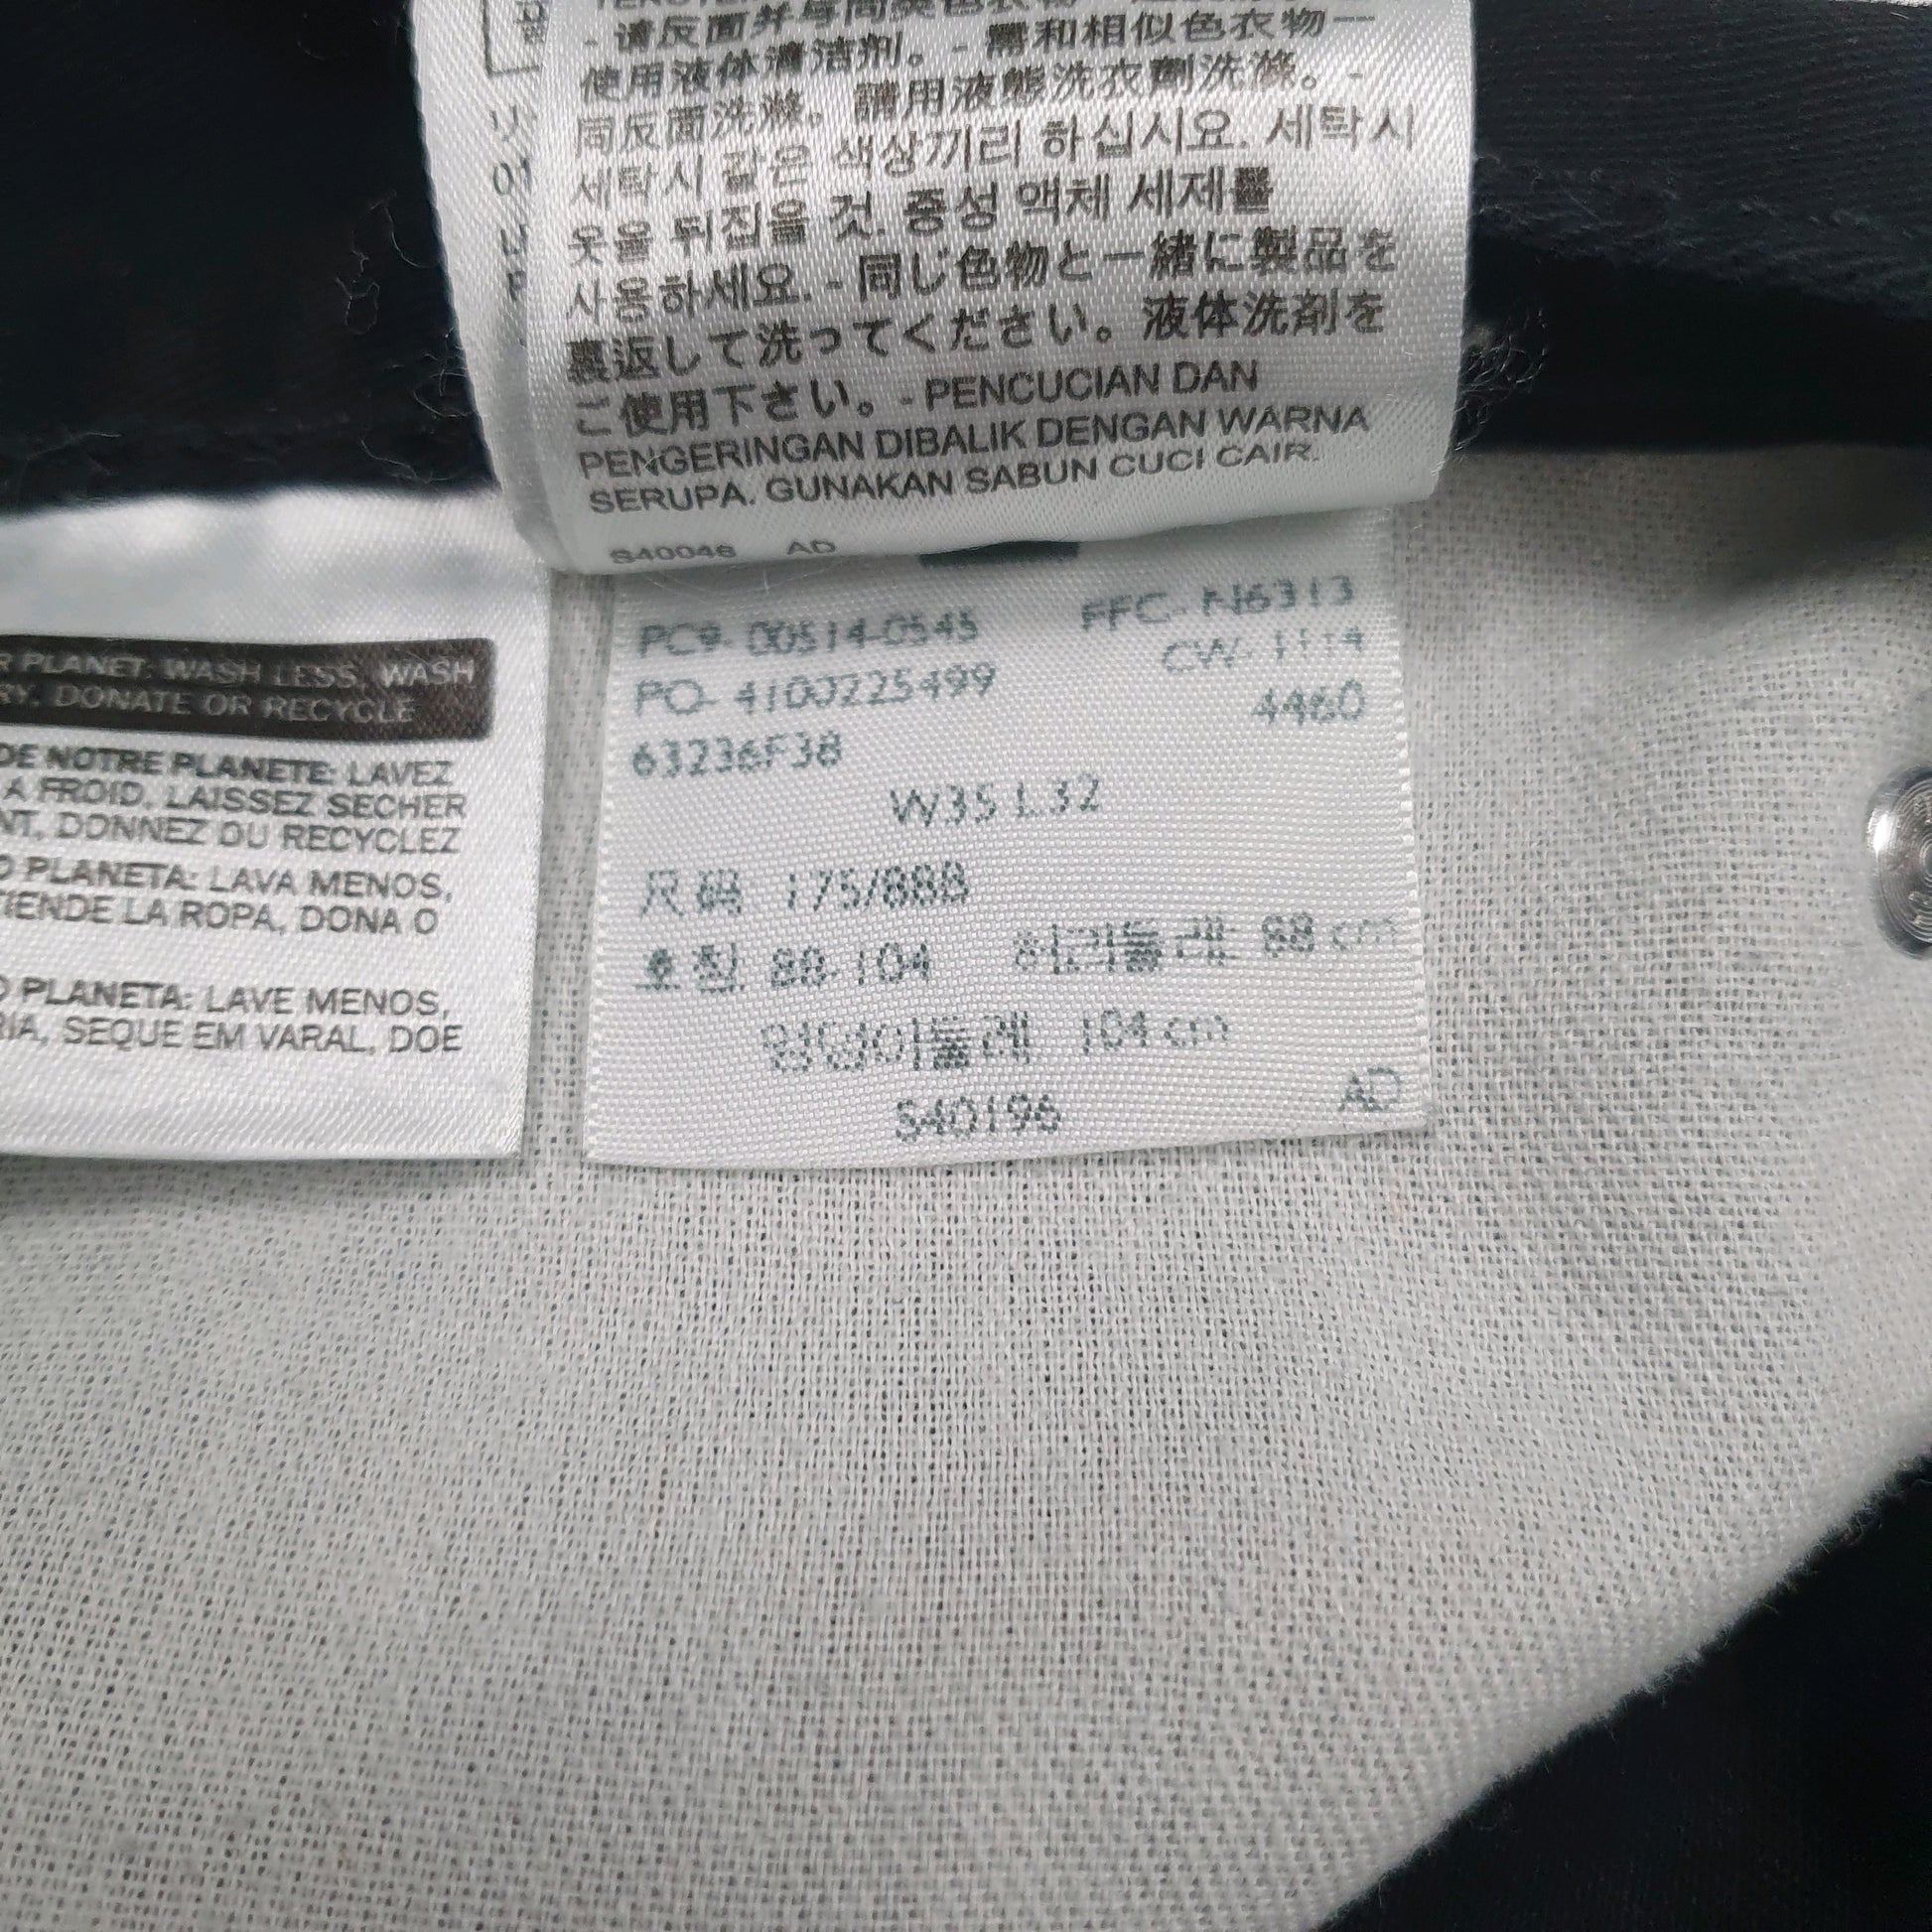 - 请反面并与同类色衣物
使用液体清洁剂。- 需和相似色衣物一
同反面洗滌。請用液態洗衣劑洗滌。-
세탁시 같은 색상끼리 하십시요. 세탁시
옷을 뒤집을 것. 중성 액체 세제를
사용하세요. - 同じ色物と一緒に製品を
裏返して洗ってください。液体洗剤を
ご使用下さい。- PENCUCIAN DAN
PENGERINGAN DIBALIK DENGAN WARNA
SERUPA. GUNAKAN SABUN CUCI CAIR.
S40046 AD
R PLANET: WASH LESS, WASH
RY. DONATE OR RECYCLE
DE NOTRE PLANETE: LAVEZ
A FROID, LAISSEZ SECHER
NT, DONNEZ OU RECYCLEZ
O PLANETA: LAVA MENOS,
TIENDE LA ROPA, DONA O
O PLANETA: LAVE MENOS,
RIA, SEQUE EM VARAL, DOE
PC9- 00514-0545 FFC- N6313
CW- 1114
PO- 4100225499
4460
63236F38
W35 L32
尺码 175/88B
호칭 88-104 허리둘레 88 cm
엉덩이둘레 104 cm
S40196 AD